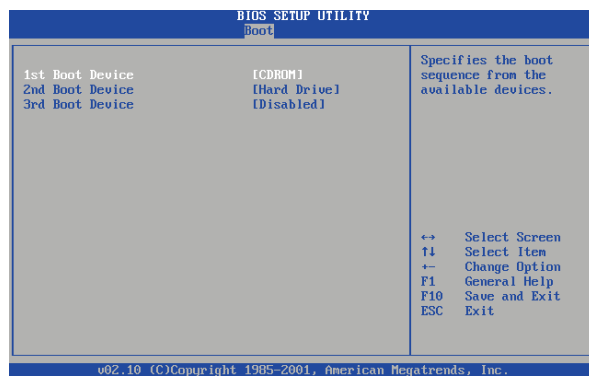 BIOS SETUP UTILITY
Boot
1st Boot Device [CDROM]
2nd Boot Device [Hard Drive]
3rd Boot Device [Disabled]
Specifies the boot
sequence from the
available devices.
↔ Select Screen
↑↓ Select Item
+- Change Option
F1 General Help
F10 Save and Exit
ESC Exit
v02.10 (C)Copyright 1985-2001, American Megatrends, Inc.